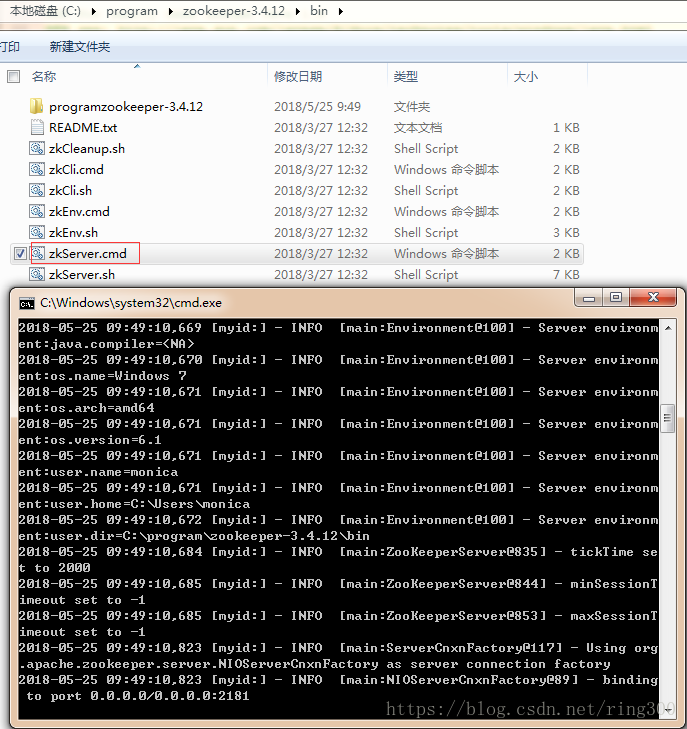 本地磁盘 (C:) ▸ program ▸ zookeeper-3.4.12 ▸ bin ▸
打印 新建文件夹
名称 修改日期 类型 大小
programzookeeper-3.4.12 2018/5/25 9:49 文件夹
README.txt 2018/3/27 12:32 文本文档 1 KB
zkCleanup.sh 2018/3/27 12:32 Shell Script 2 KB
zkCli.cmd 2018/3/27 12:32 Windows 命令脚本 2 KB
zkCli.sh 2018/3/27 12:32 Shell Script 2 KB
zkEnv.cmd 2018/3/27 12:32 Windows 命令脚本 2 KB
zkEnv.sh 2018/3/27 12:32 Shell Script 3 KB
zkServer.cmd 2018/3/27 12:32 Windows 命令脚本 2 KB
zkServer.sh 2018/3/27 12:32 Shell Script 7 KB
C:\Windows\system32\cmd.exe
2018-05-25 09:49:10,669 [myid:] - INFO  [main:Environment@100] - Server environm
ent:java.compiler=<NA>
2018-05-25 09:49:10,670 [myid:] - INFO  [main:Environment@100] - Server environm
ent:os.name=Windows 7
2018-05-25 09:49:10,671 [myid:] - INFO  [main:Environment@100] - Server environm
ent:os.arch=amd64
2018-05-25 09:49:10,671 [myid:] - INFO  [main:Environment@100] - Server environm
ent:os.version=6.1
2018-05-25 09:49:10,671 [myid:] - INFO  [main:Environment@100] - Server environm
ent:user.name=monica
2018-05-25 09:49:10,671 [myid:] - INFO  [main:Environment@100] - Server environm
ent:user.home=C:\Users\monica
2018-05-25 09:49:10,672 [myid:] - INFO  [main:Environment@100] - Server environm
ent:user.dir=C:\program\zookeeper-3.4.12\bin
2018-05-25 09:49:10,684 [myid:] - INFO  [main:ZooKeeperServer@835] - tickTime se
t to 2000
2018-05-25 09:49:10,685 [myid:] - INFO  [main:ZooKeeperServer@844] - minSessionT
imeout set to -1
2018-05-25 09:49:10,685 [myid:] - INFO  [main:ZooKeeperServer@853] - maxSessionT
imeout set to -1
2018-05-25 09:49:10,823 [myid:] - INFO  [main:ServerCnxnFactory@117] - Using org
.apache.zookeeper.server.NIOServerCnxnFactory as server connection factory
2018-05-25 09:49:10,823 [myid:] - INFO  [main:NIOServerCnxnFactory@89] - binding
 to port 0.0.0.0/0.0.0.0:2181
https://blog.csdn.net/ring300